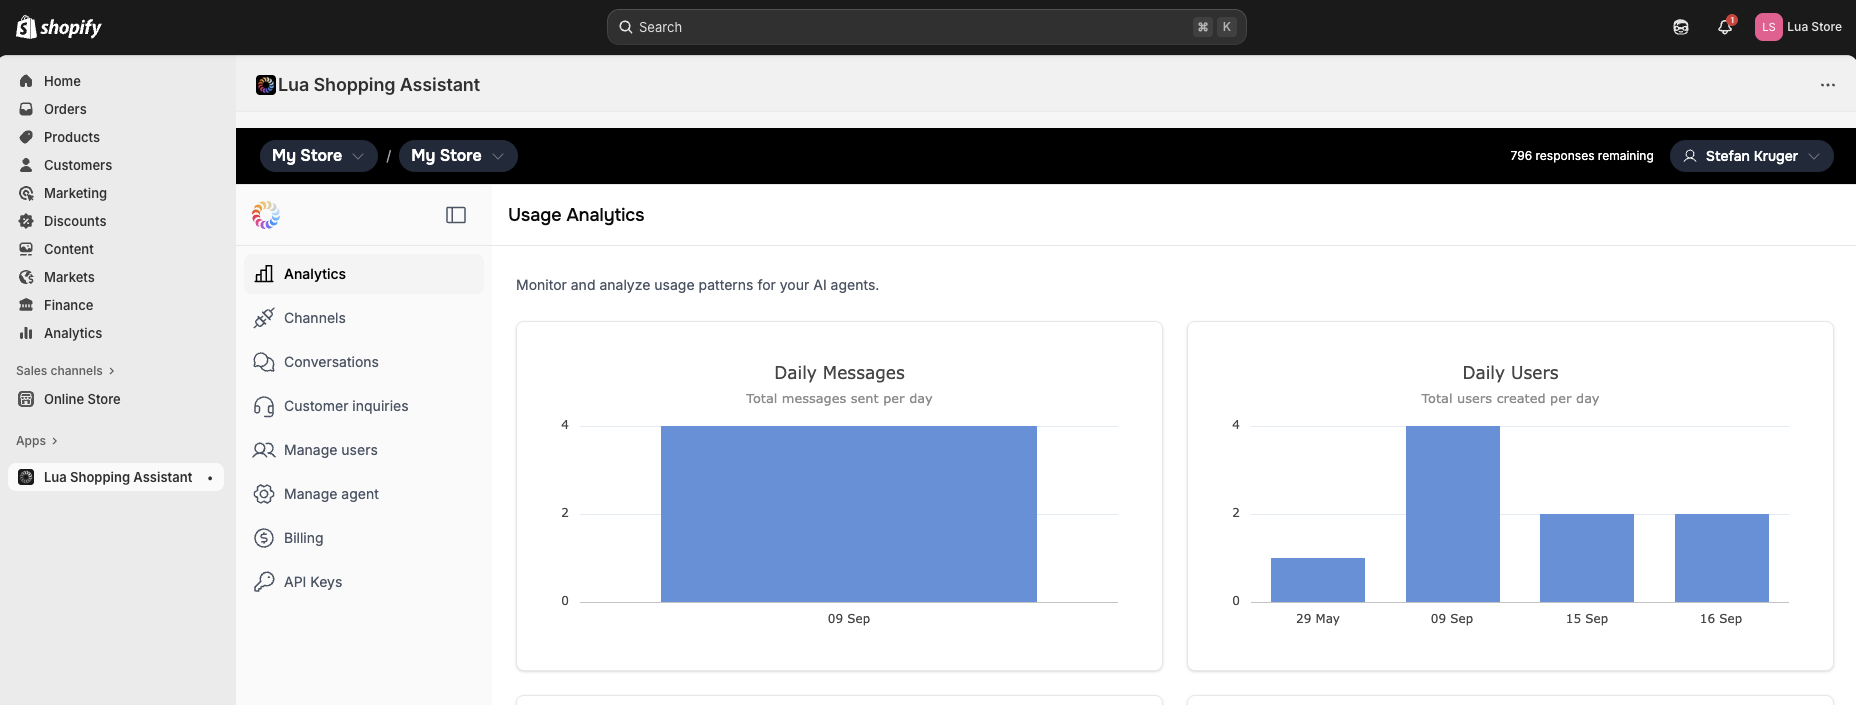 shopify
Search
⌘ K
1
LS
Lua Store
Home
Orders
Products
Customers
Marketing
Discounts
Content
Markets
Finance
Analytics
Sales channels
Online Store
Apps
Lua Shopping Assistant
Lua Shopping Assistant
My Store / My Store
796 responses remaining
Stefan Kruger
Analytics
Channels
Conversations
Customer inquiries
Manage users
Manage agent
Billing
API Keys
Usage Analytics
Monitor and analyze usage patterns for your AI agents.
Daily Messages
Total messages sent per day
4
2
0
09 Sep
Daily Users
Total users created per day
4
2
0
29 May 09 Sep 15 Sep 16 Sep